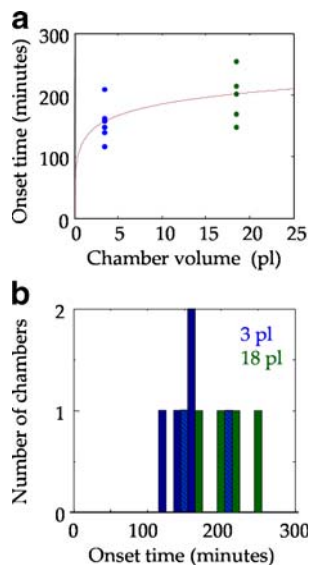 a
Onset time (minutes)
300
200
100
0
0 5 10 15 20 25
Chamber volume (pl)
b
Number of chambers
2
1
0
3 pl
18 pl
0 100 200 300
Onset time (minutes)